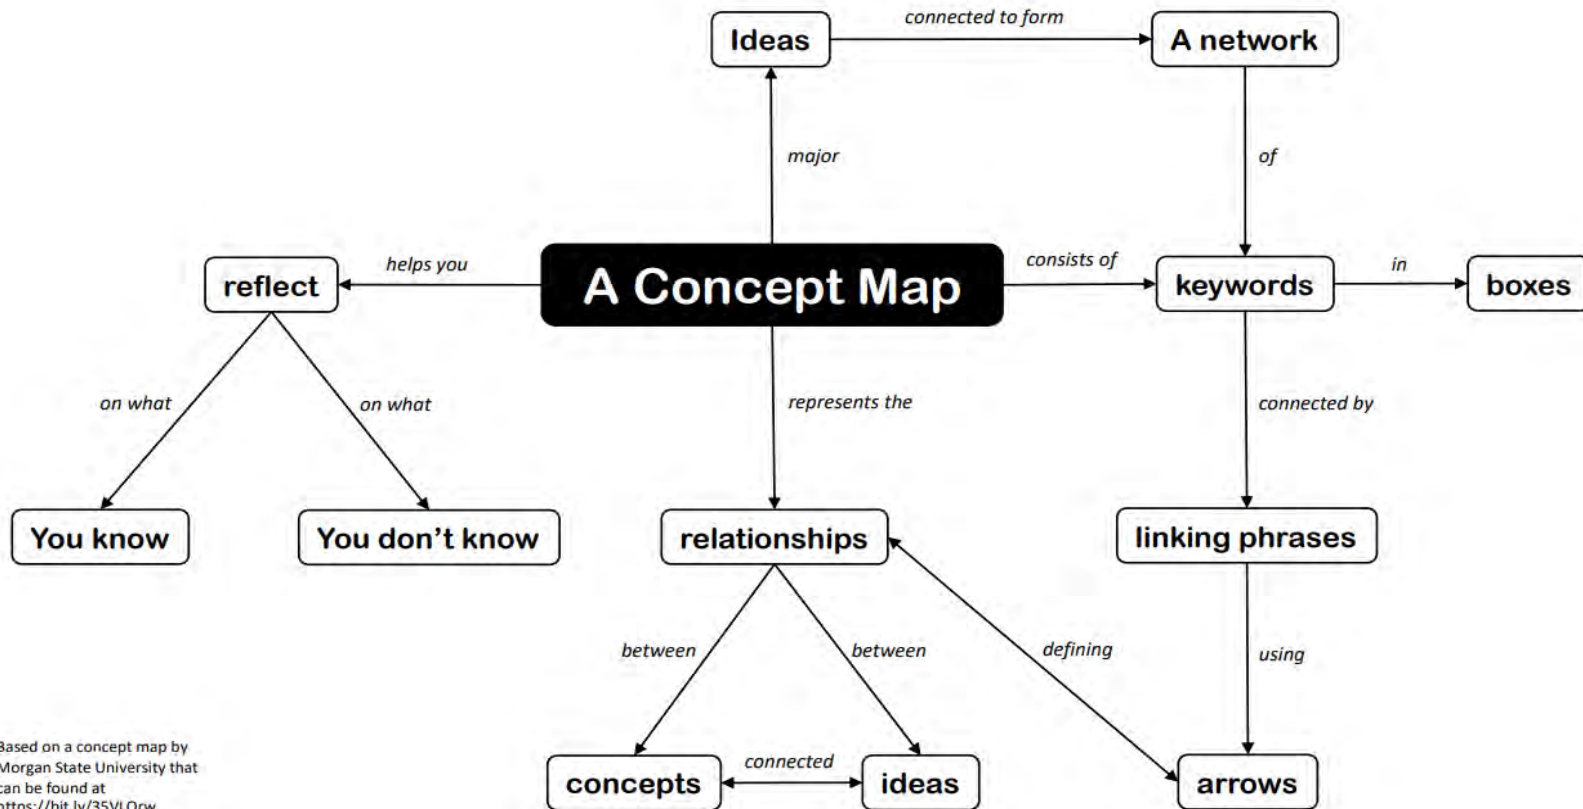 connected to form
Ideas
A network
major
of
helps you
consists of
in
reflect
A Concept Map
keywords
boxes
on what
on what
represents the
connected by
You know
You don't know
relationships
linking phrases
between
between
defining
using
Based on a concept map by
Morgan State University that
can be found at
connected
concepts
ideas
arrows